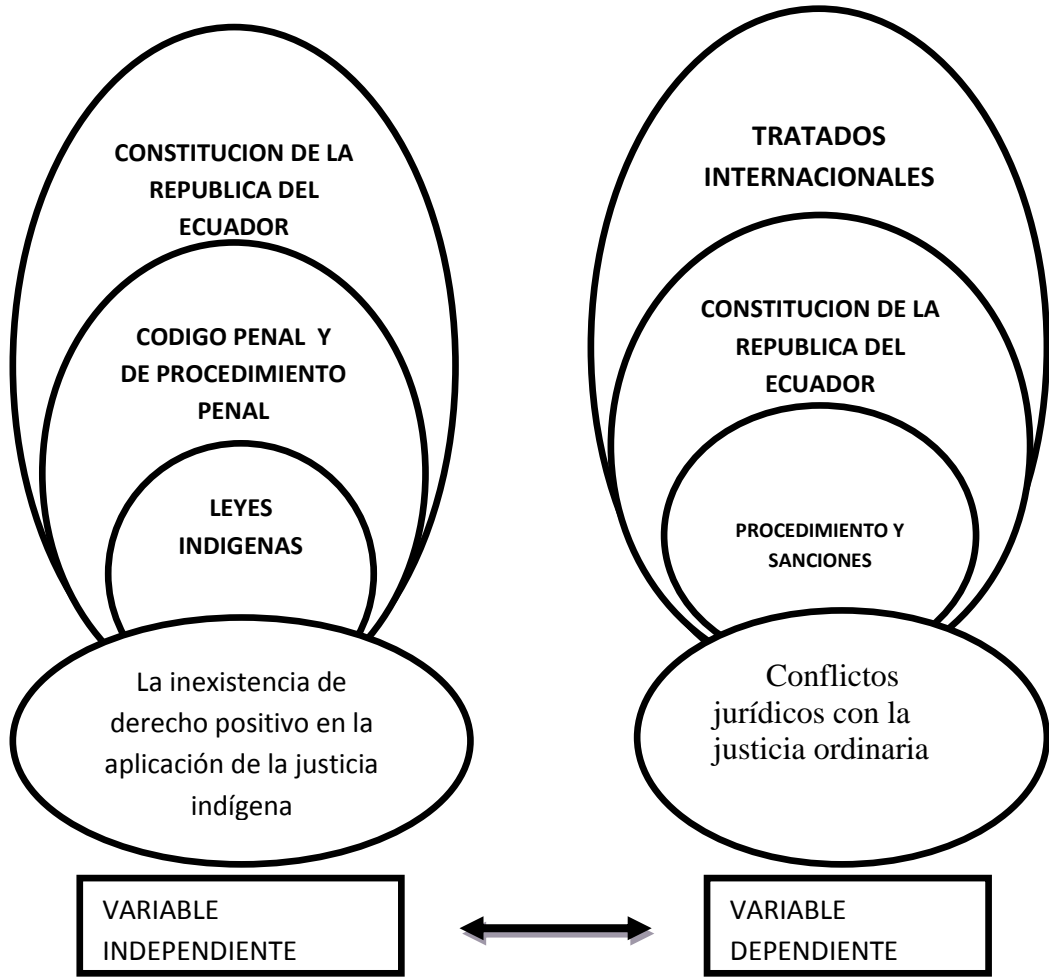 CONSTITUCION DE LA
REPUBLICA DEL
ECUADOR
CODIGO PENAL Y
DE PROCEDIMIENTO
PENAL
LEYES
INDIGENAS
La inexistencia de
derecho positivo en la
aplicación de la justicia
indígena
VARIABLE
INDEPENDIENTE
TRATADOS
INTERNACIONALES
CONSTITUCION DE LA
REPUBLICA DEL
ECUADOR
PROCEDIMIENTO Y
SANCIONES
Conflictos
jurídicos con la
justicia ordinaria
VARIABLE
DEPENDIENTE